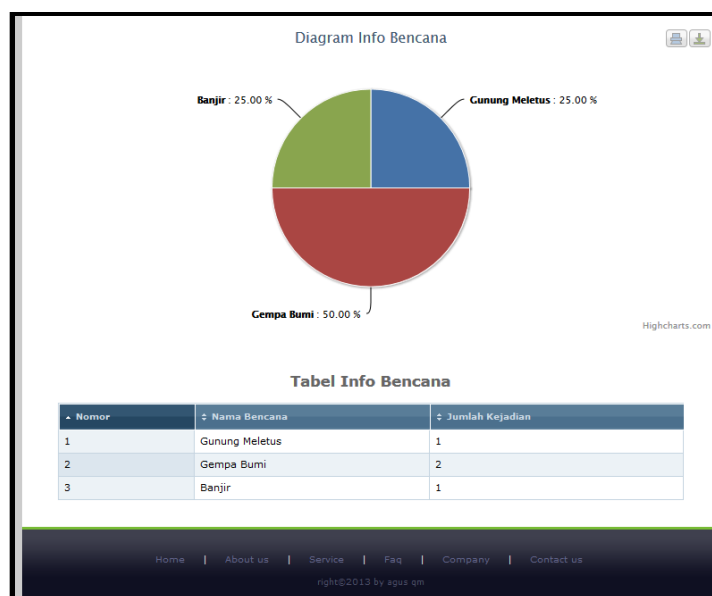 Diagram Info Bencana
Banjir : 25.00 %
Gunung Meletus : 25.00 %
Gempa Bumi : 50.00 %
Highcharts.com
Tabel Info Bencana
Nomor Nama Bencana Jumlah Kejadian
1 Gunung Meletus 1
2 Gempa Bumi 2
3 Banjir 1
Home | About us | Service | Faq | Company | Contact us
right©2013 by agus qm